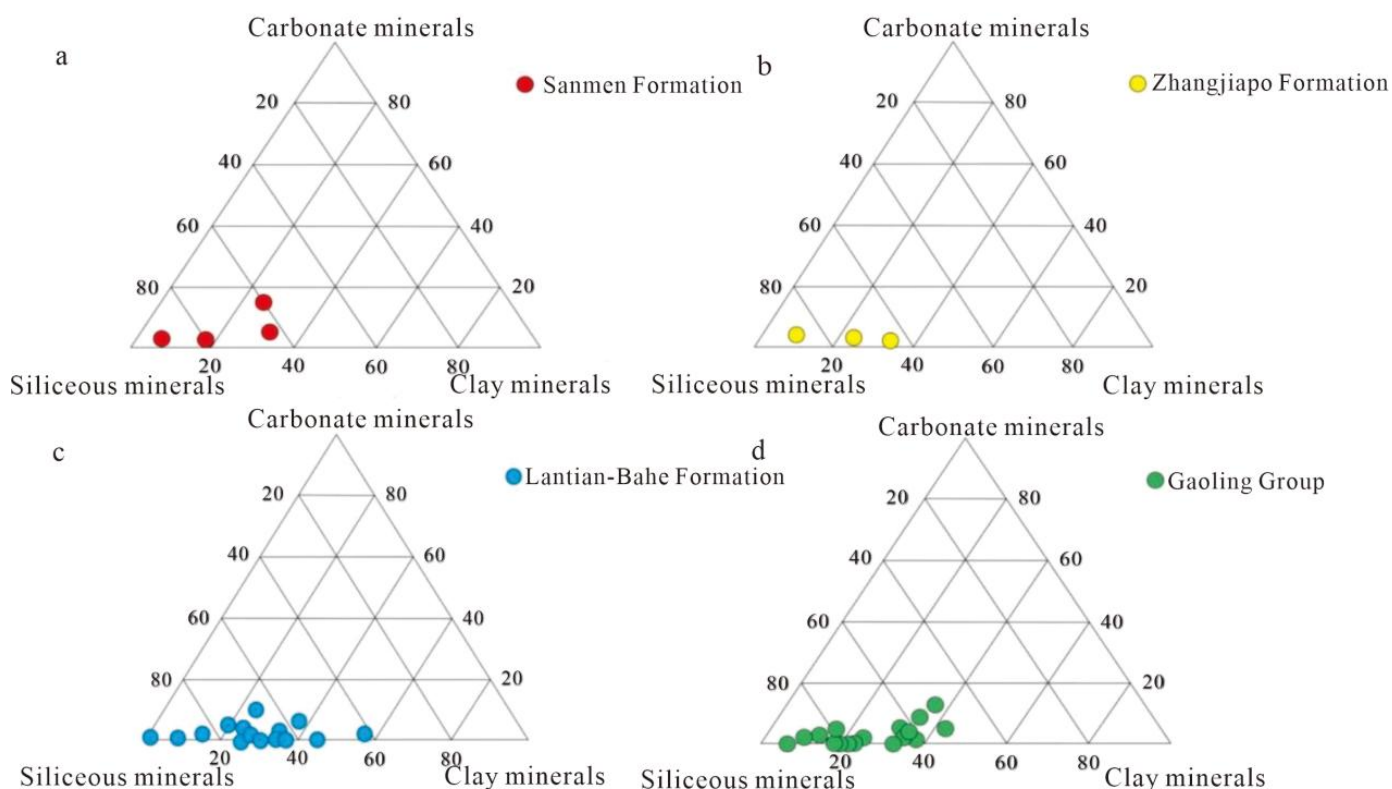 Carbonate minerals
a
Sanmen Formation
20 80
40 60
60 40
80 20
20 40 60 80
Siliceous minerals Clay minerals
Carbonate minerals
b
Zhangjiapo Formation
20 80
40 60
60 40
80 20
20 40 60 80
Siliceous minerals Clay minerals
Carbonate minerals
c
Lantian-Bahe Formation
20 80
40 60
60 40
80 20
20 40 60 80
Siliceous minerals Clay minerals
Carbonate minerals
d
Gaoling Group
20 80
40 60
60 40
80 20
20 40 60 80
Siliceous minerals Clay minerals